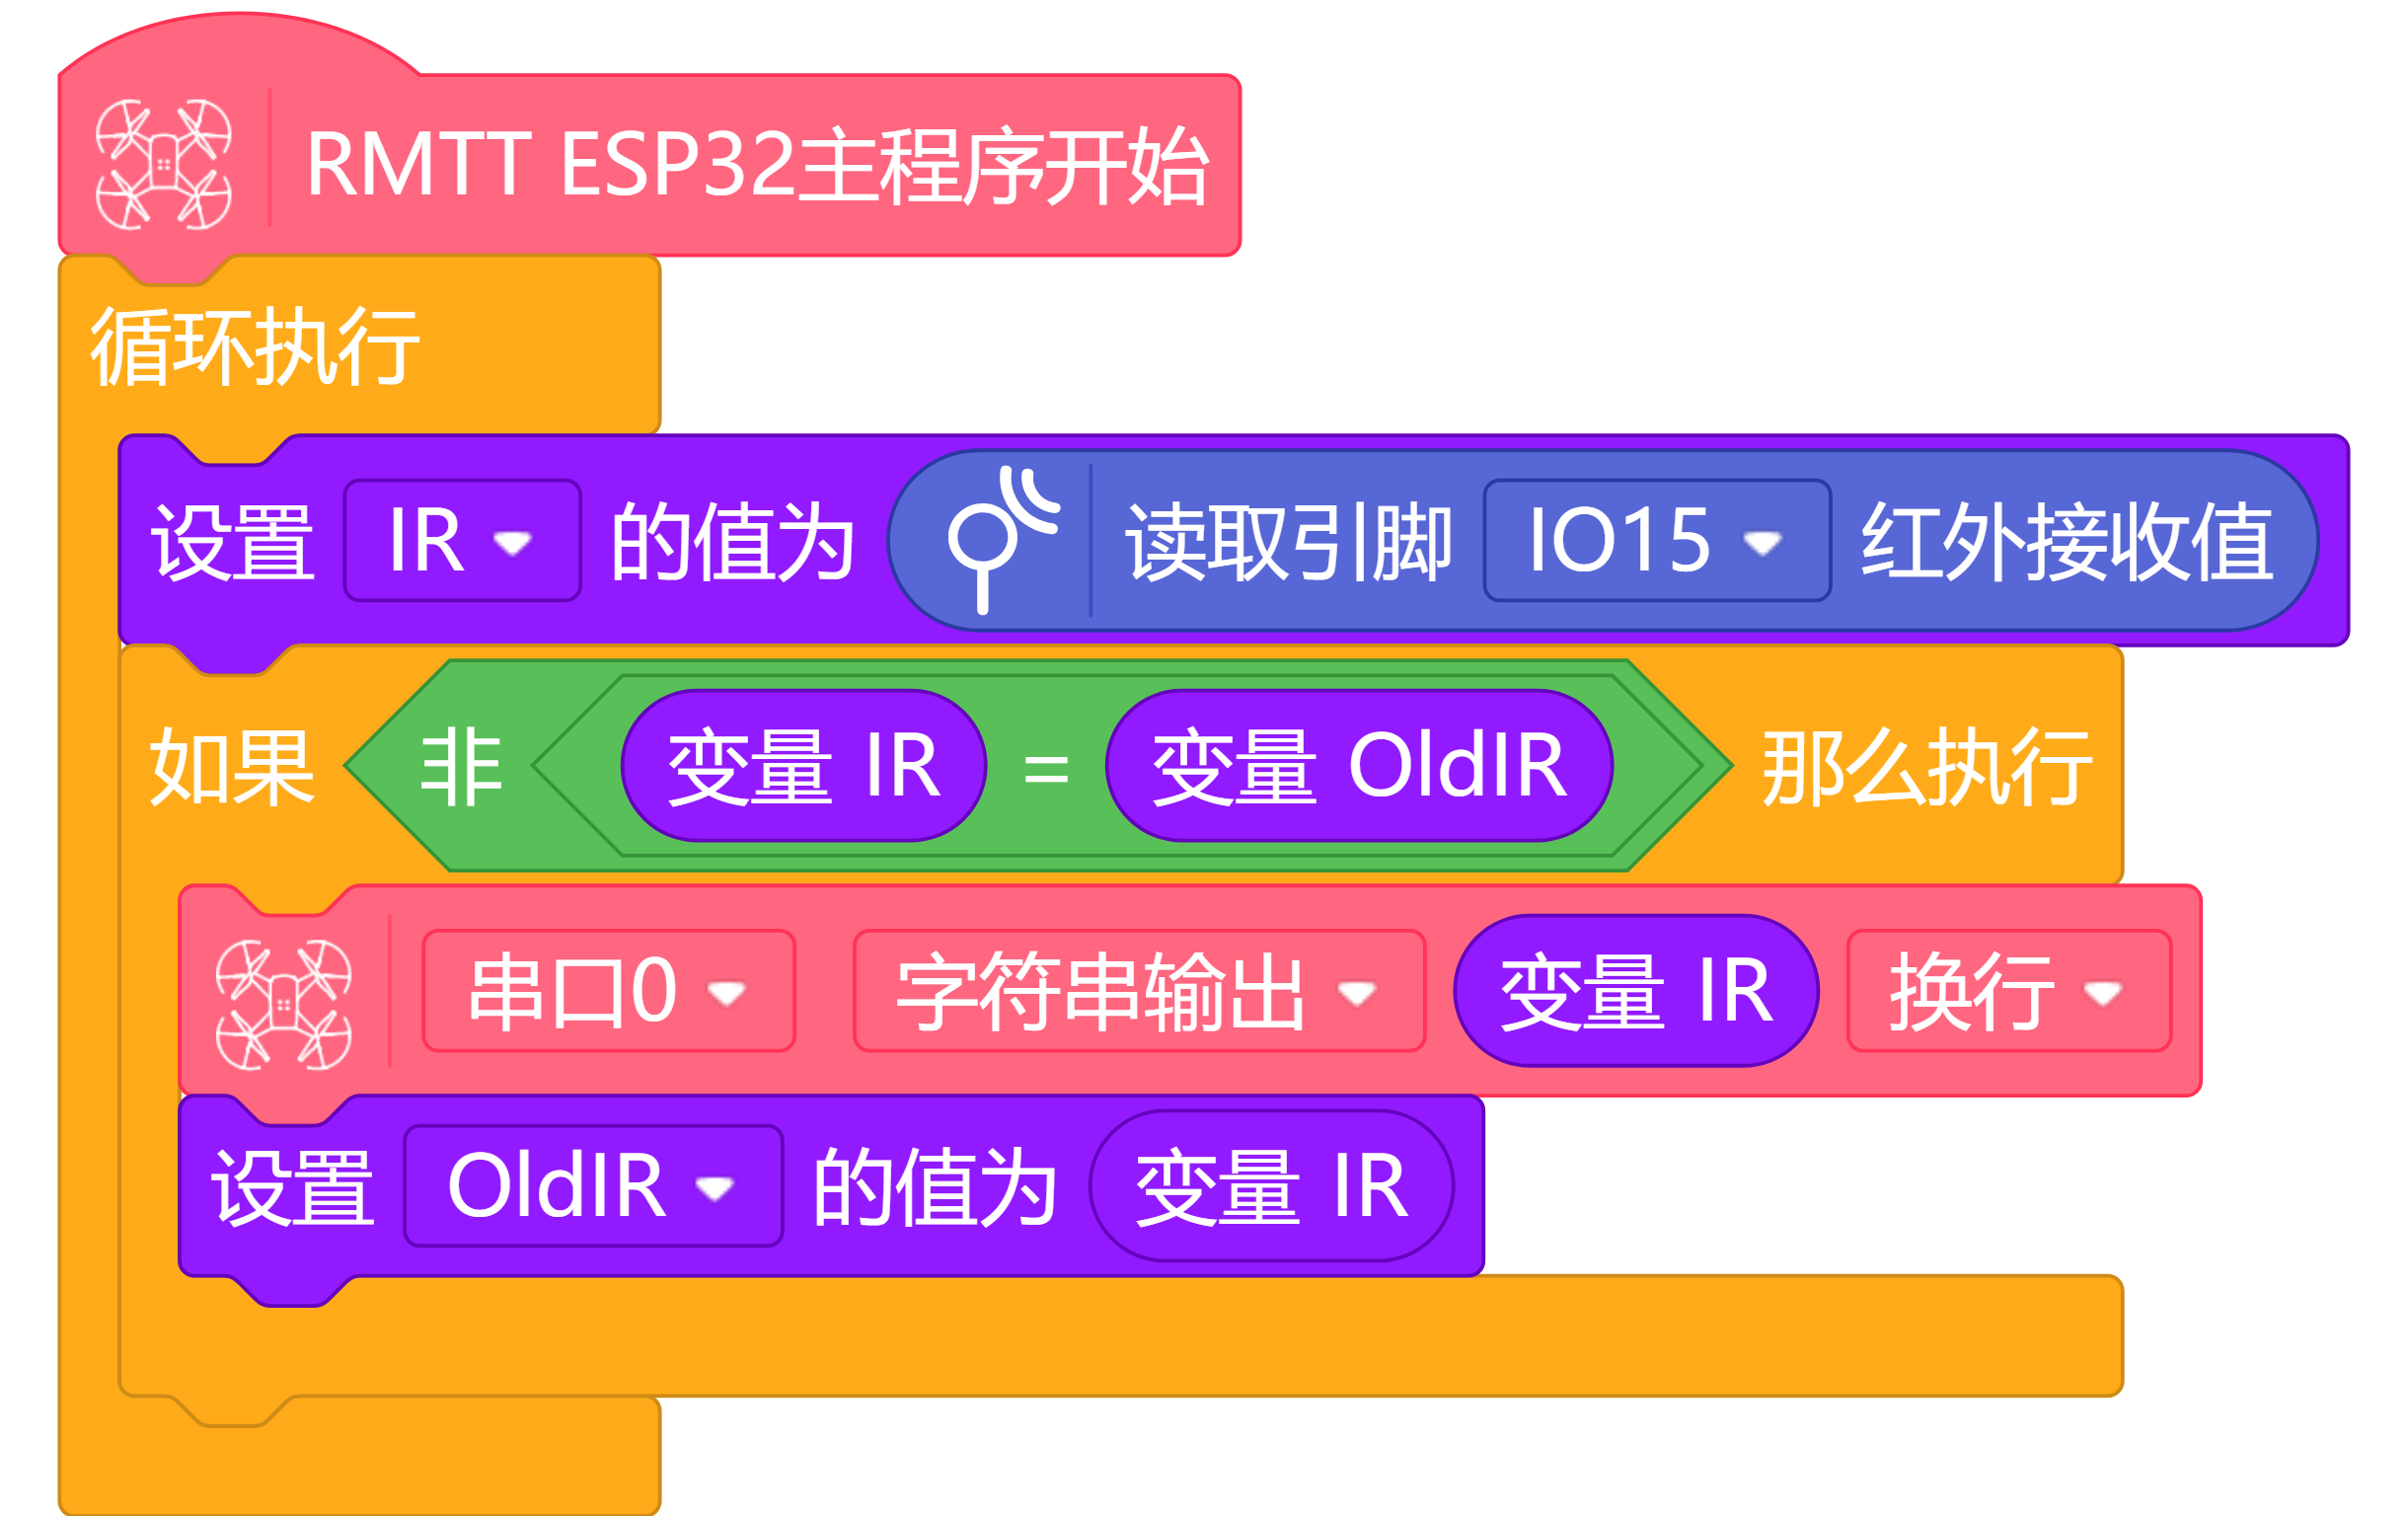 RMTT ESP32主程序开始
循环执行
设置 IR 的值为 读取引脚 IO15 红外接收值
如果 非 变量 IR = 变量 OldIR 那么执行
串口0 字符串输出 变量 IR 换行
设置 OldIR 的值为 变量 IR